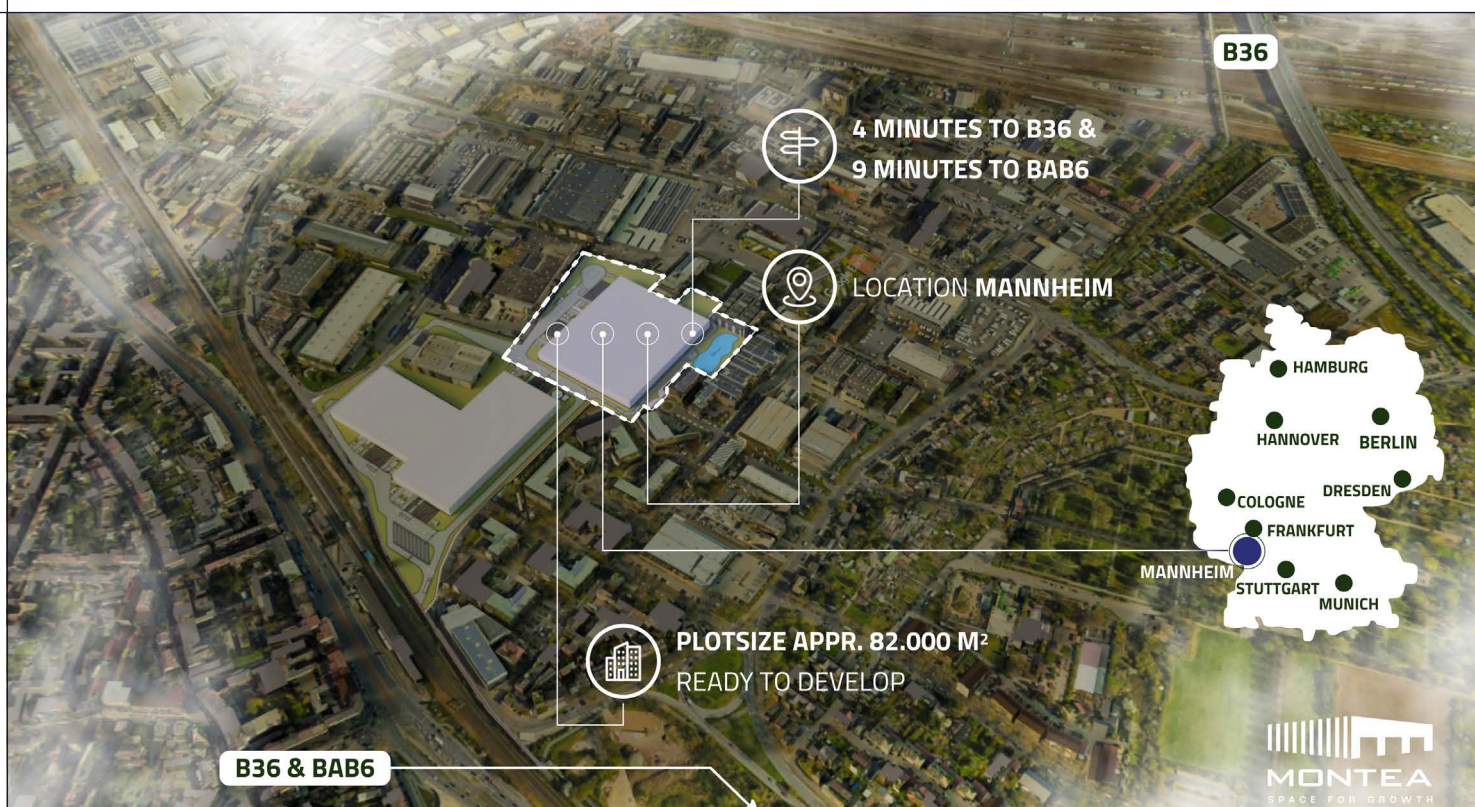 B36
4 MINUTES TO B36 &
9 MINUTES TO BAB6
LOCATION MANNHEIM
HAMBURG
HANNOVER
BERLIN
DRESDEN
COLOGNE
FRANKFURT
MANNHEIM
STUTTGART
MUNICH
PLOTSIZE APPR. 82.000 M²
READY TO DEVELOP
B36 & BAB6
MONTEA
SPACE FOR GROWTH